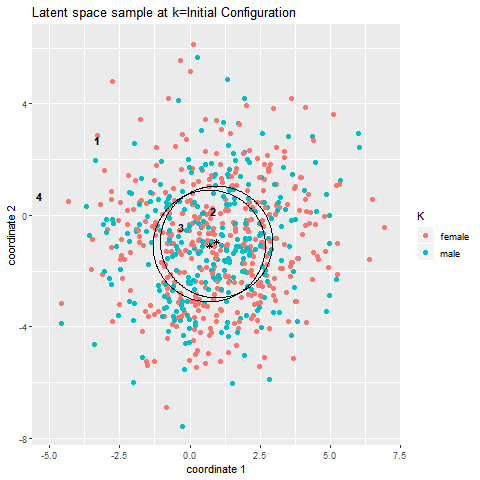 Latent space sample at k=Initial Configuration
coordinate 2
4
0
-4
-8
1
4
2
3
**
-5.0
-2.5
0.0
2.5
5.0
7.5
coordinate 1
K
female
male